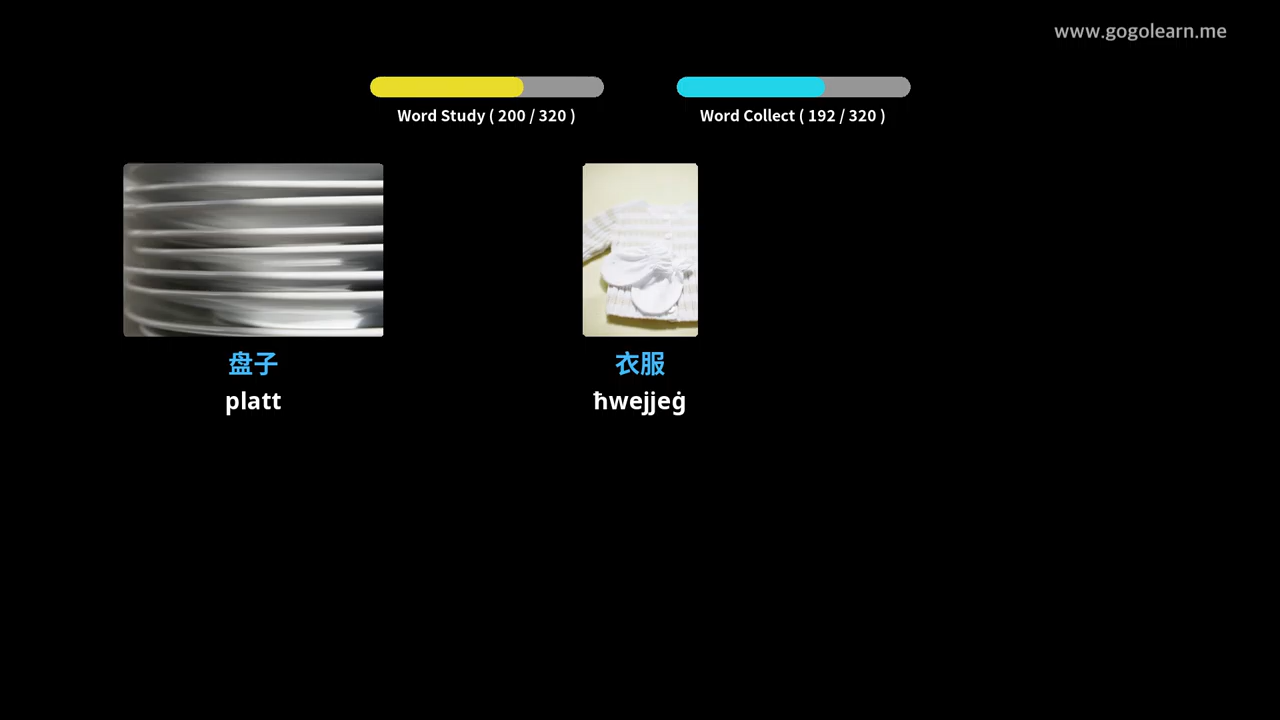 www.gogolearn.me
Word Study ( 200 / 320 )
Word Collect ( 192 / 320 )
盘子
platt
衣服
ħwejjeġ